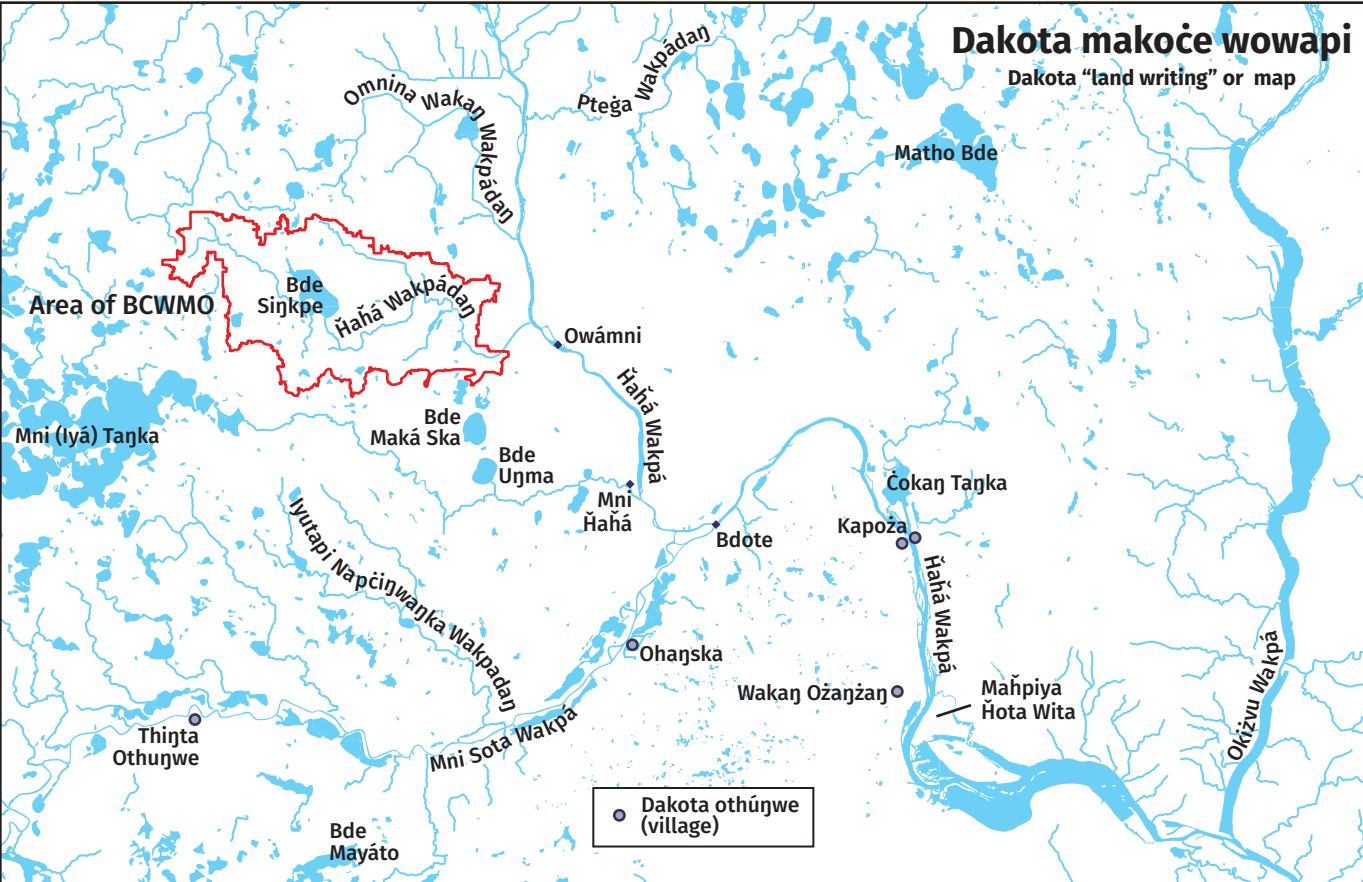 Dakota makoċe wowapi
Dakota “land writing” or map
Omnina Wakaŋ Wakpádaŋ
Pteġa Wakpádaŋ
Matho Bde
Area of BCWMO
Bde
Siŋkpe
Ȟaȟá Wakpádaŋ
Owámni
Ȟaȟá Wakpá
Mni (Iyá) Taŋka
Bde
Maká Ska
Bde
Uŋma
Mni
Ȟaȟá
Bdote
Ċokaŋ Taŋka
Kapoża
Ȟaȟá Wakpá
Iyutapi Napċiŋwaŋka Wakpadaŋ
Ohaŋska
Wakaŋ Ożaŋżaŋ
Maȟpiya
Ȟota Wita
Okiżvu Wakpá
Thiŋta
Othuŋwe
Mni Sota Wakpá
Dakota othúŋwe
(village)
Bde
Mayáto